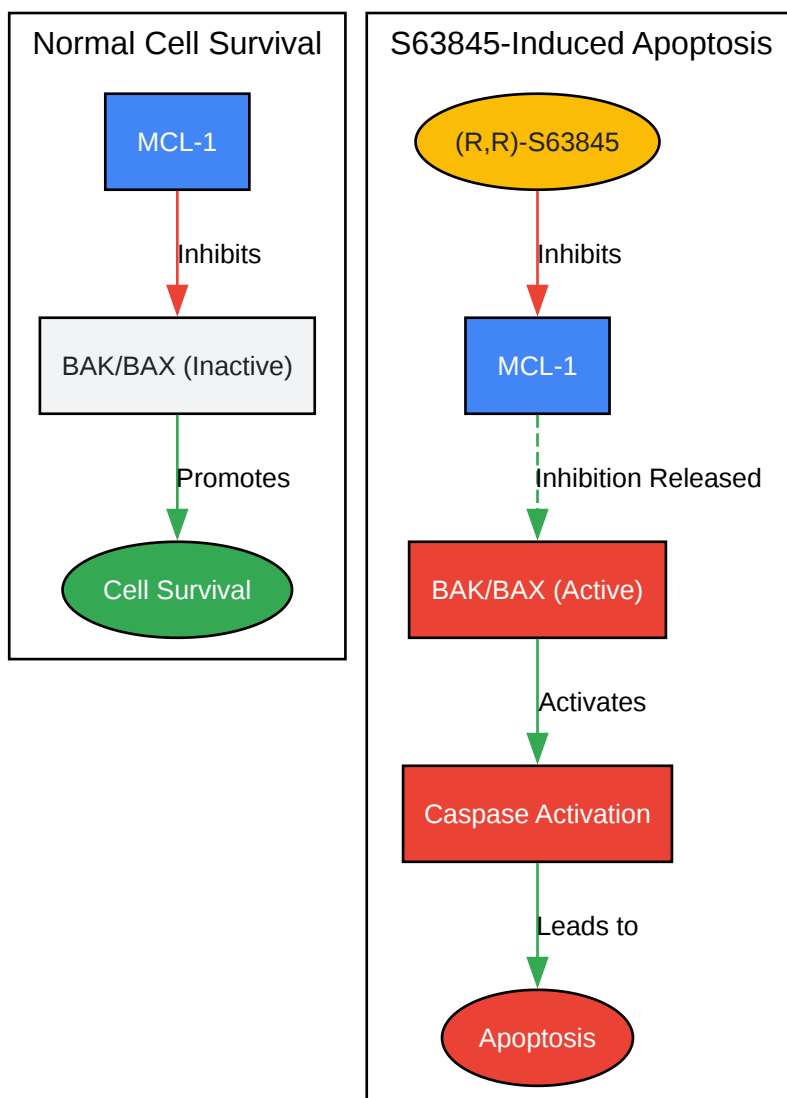 Normal Cell Survival
MCL-1
Inhibits
BAK/BAX (Inactive)
Promotes
Cell Survival
S63845-Induced Apoptosis
(R,R)-S63845
Inhibits
MCL-1
Inhibition Released
BAK/BAX (Active)
Activates
Caspase Activation
Leads to
Apoptosis